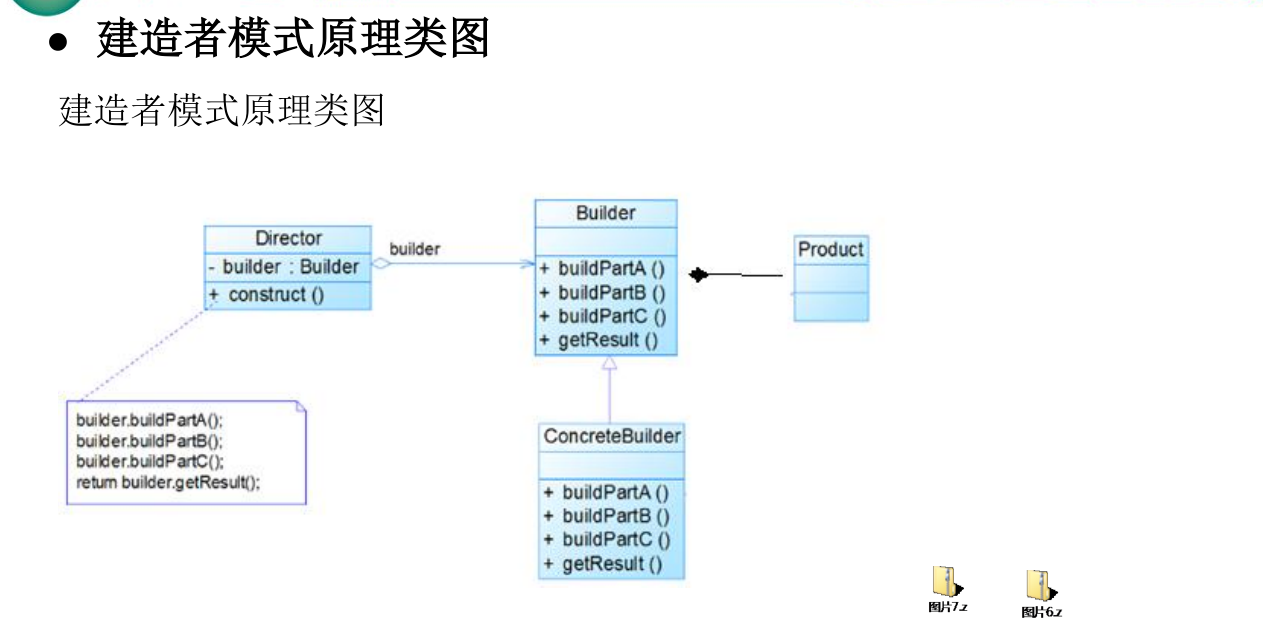 ● 建造者模式原理类图
建造者模式原理类图
Director
- builder : Builder
+ construct ()
builder
Builder
+ buildPartA ()
+ buildPartB ()
+ buildPartC ()
+ getResult ()
Product
builder.buildPartA();
builder.buildPartB();
builder.buildPartC();
return builder.getResult();
ConcreteBuilder
+ buildPartA ()
+ buildPartB ()
+ buildPartC ()
+ getResult ()
图片7.z
图片6.z